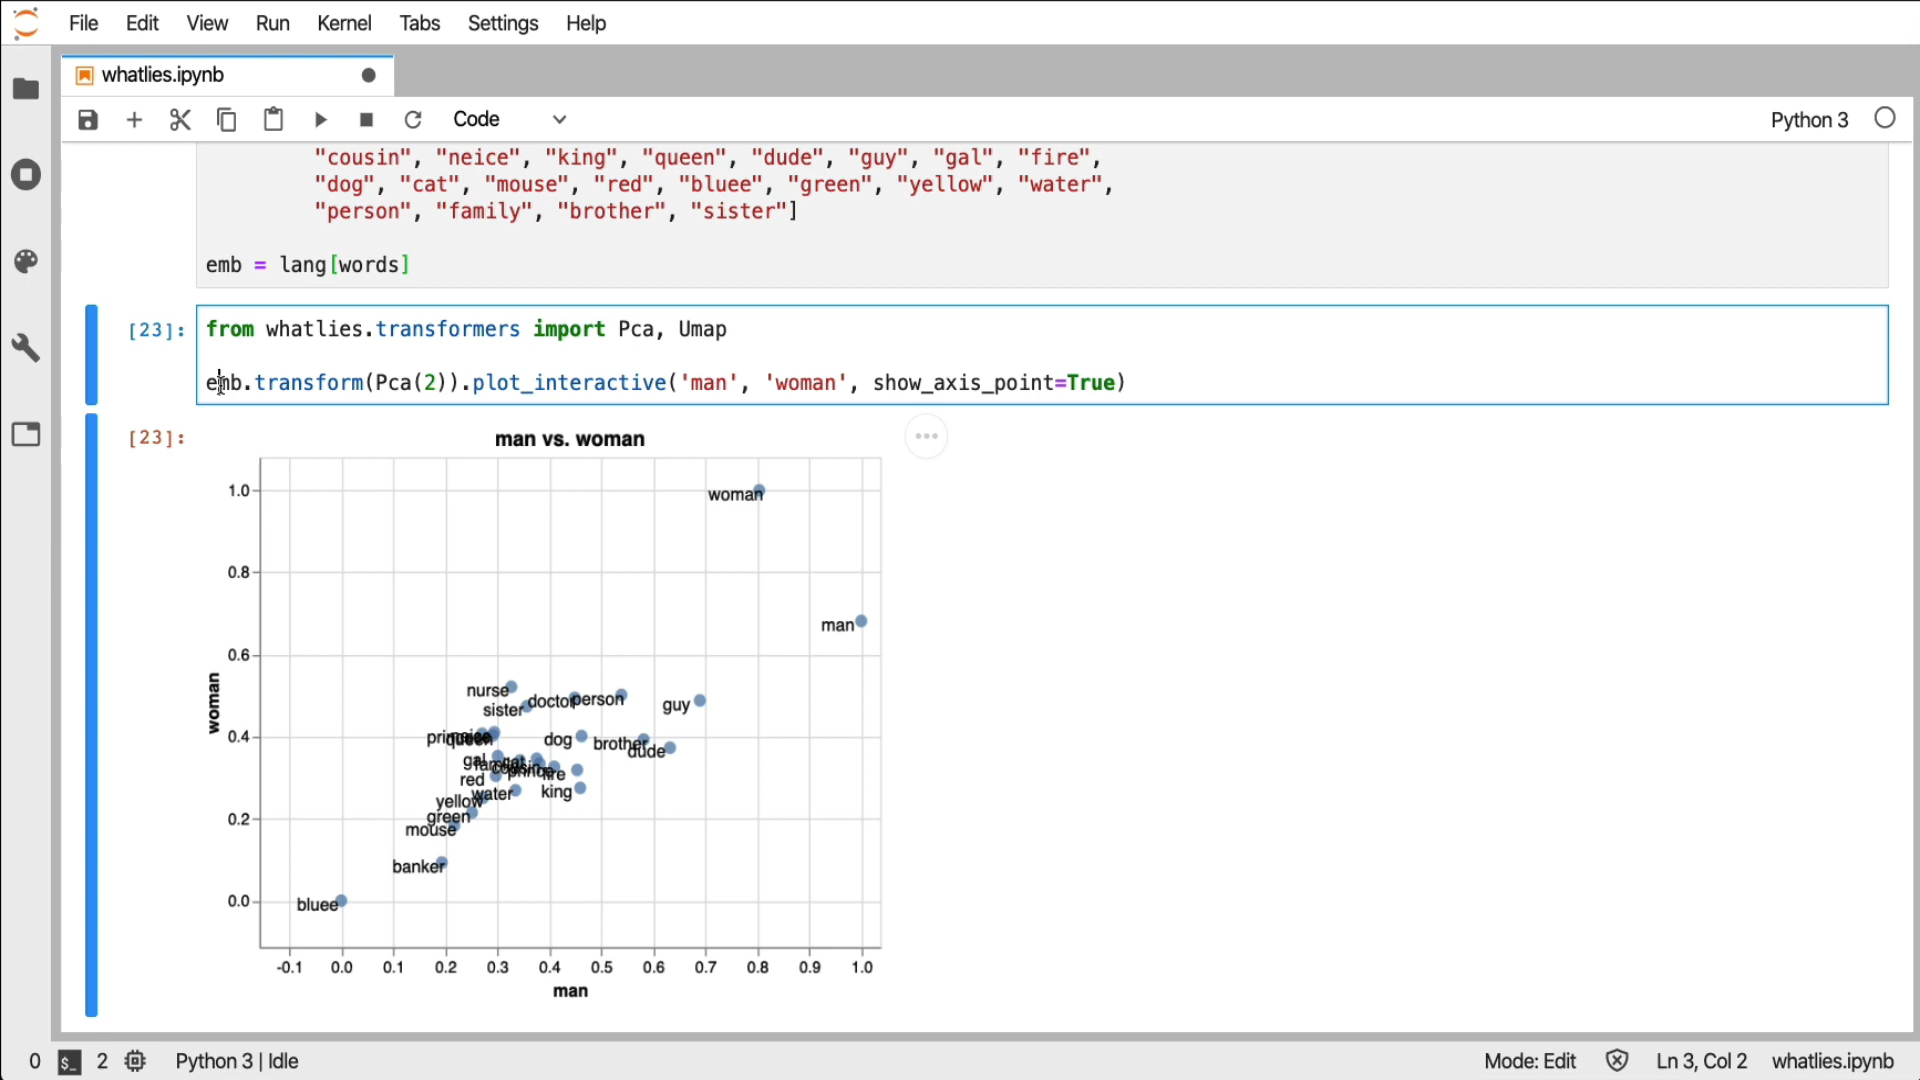 File Edit View Run Kernel Tabs Settings Help
whatlies.ipynb
Code
Python 3
"cousin", "neice", "king", "queen", "dude", "guy", "gal", "fire",
"dog", "cat", "mouse", "red", "bluee", "green", "yellow", "water",
"person", "family", "brother", "sister"]
emb = lang[words]
[23]:
from whatlies.transformers import Pca, Umap
emb.transform(Pca(2)).plot_interactive('man', 'woman', show_axis_point=True)
[23]:
man vs. woman
1.0
woman
0.8
man
0.6
woman
nurse
doctor
person
sister
guy
0.4
queen
dog
brother
dude
gal
cousin
prince
fire
red
king
water
yellow
0.2
green
mouse
banker
0.0
bluee
-0.1 0.0 0.1 0.2 0.3 0.4 0.5 0.6 0.7 0.8 0.9 1.0
man
0 $_ 2 Python 3 | Idle
Mode: Edit Ln 3, Col 2 whatlies.ipynb